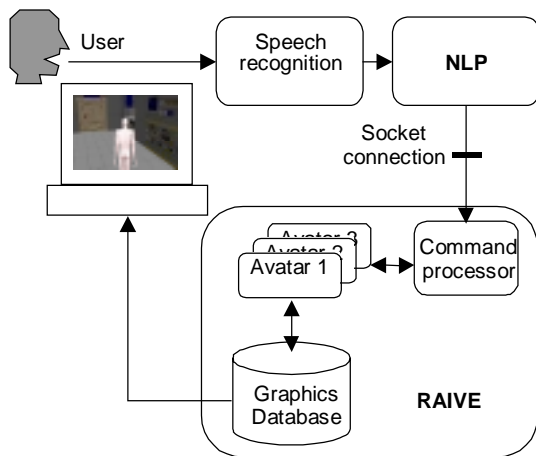 User
Speech
recognition
NLP
Socket
connection
Avatar 3
Avatar 2
Avatar 1
Command
processor
Graphics
Database
RAIVE